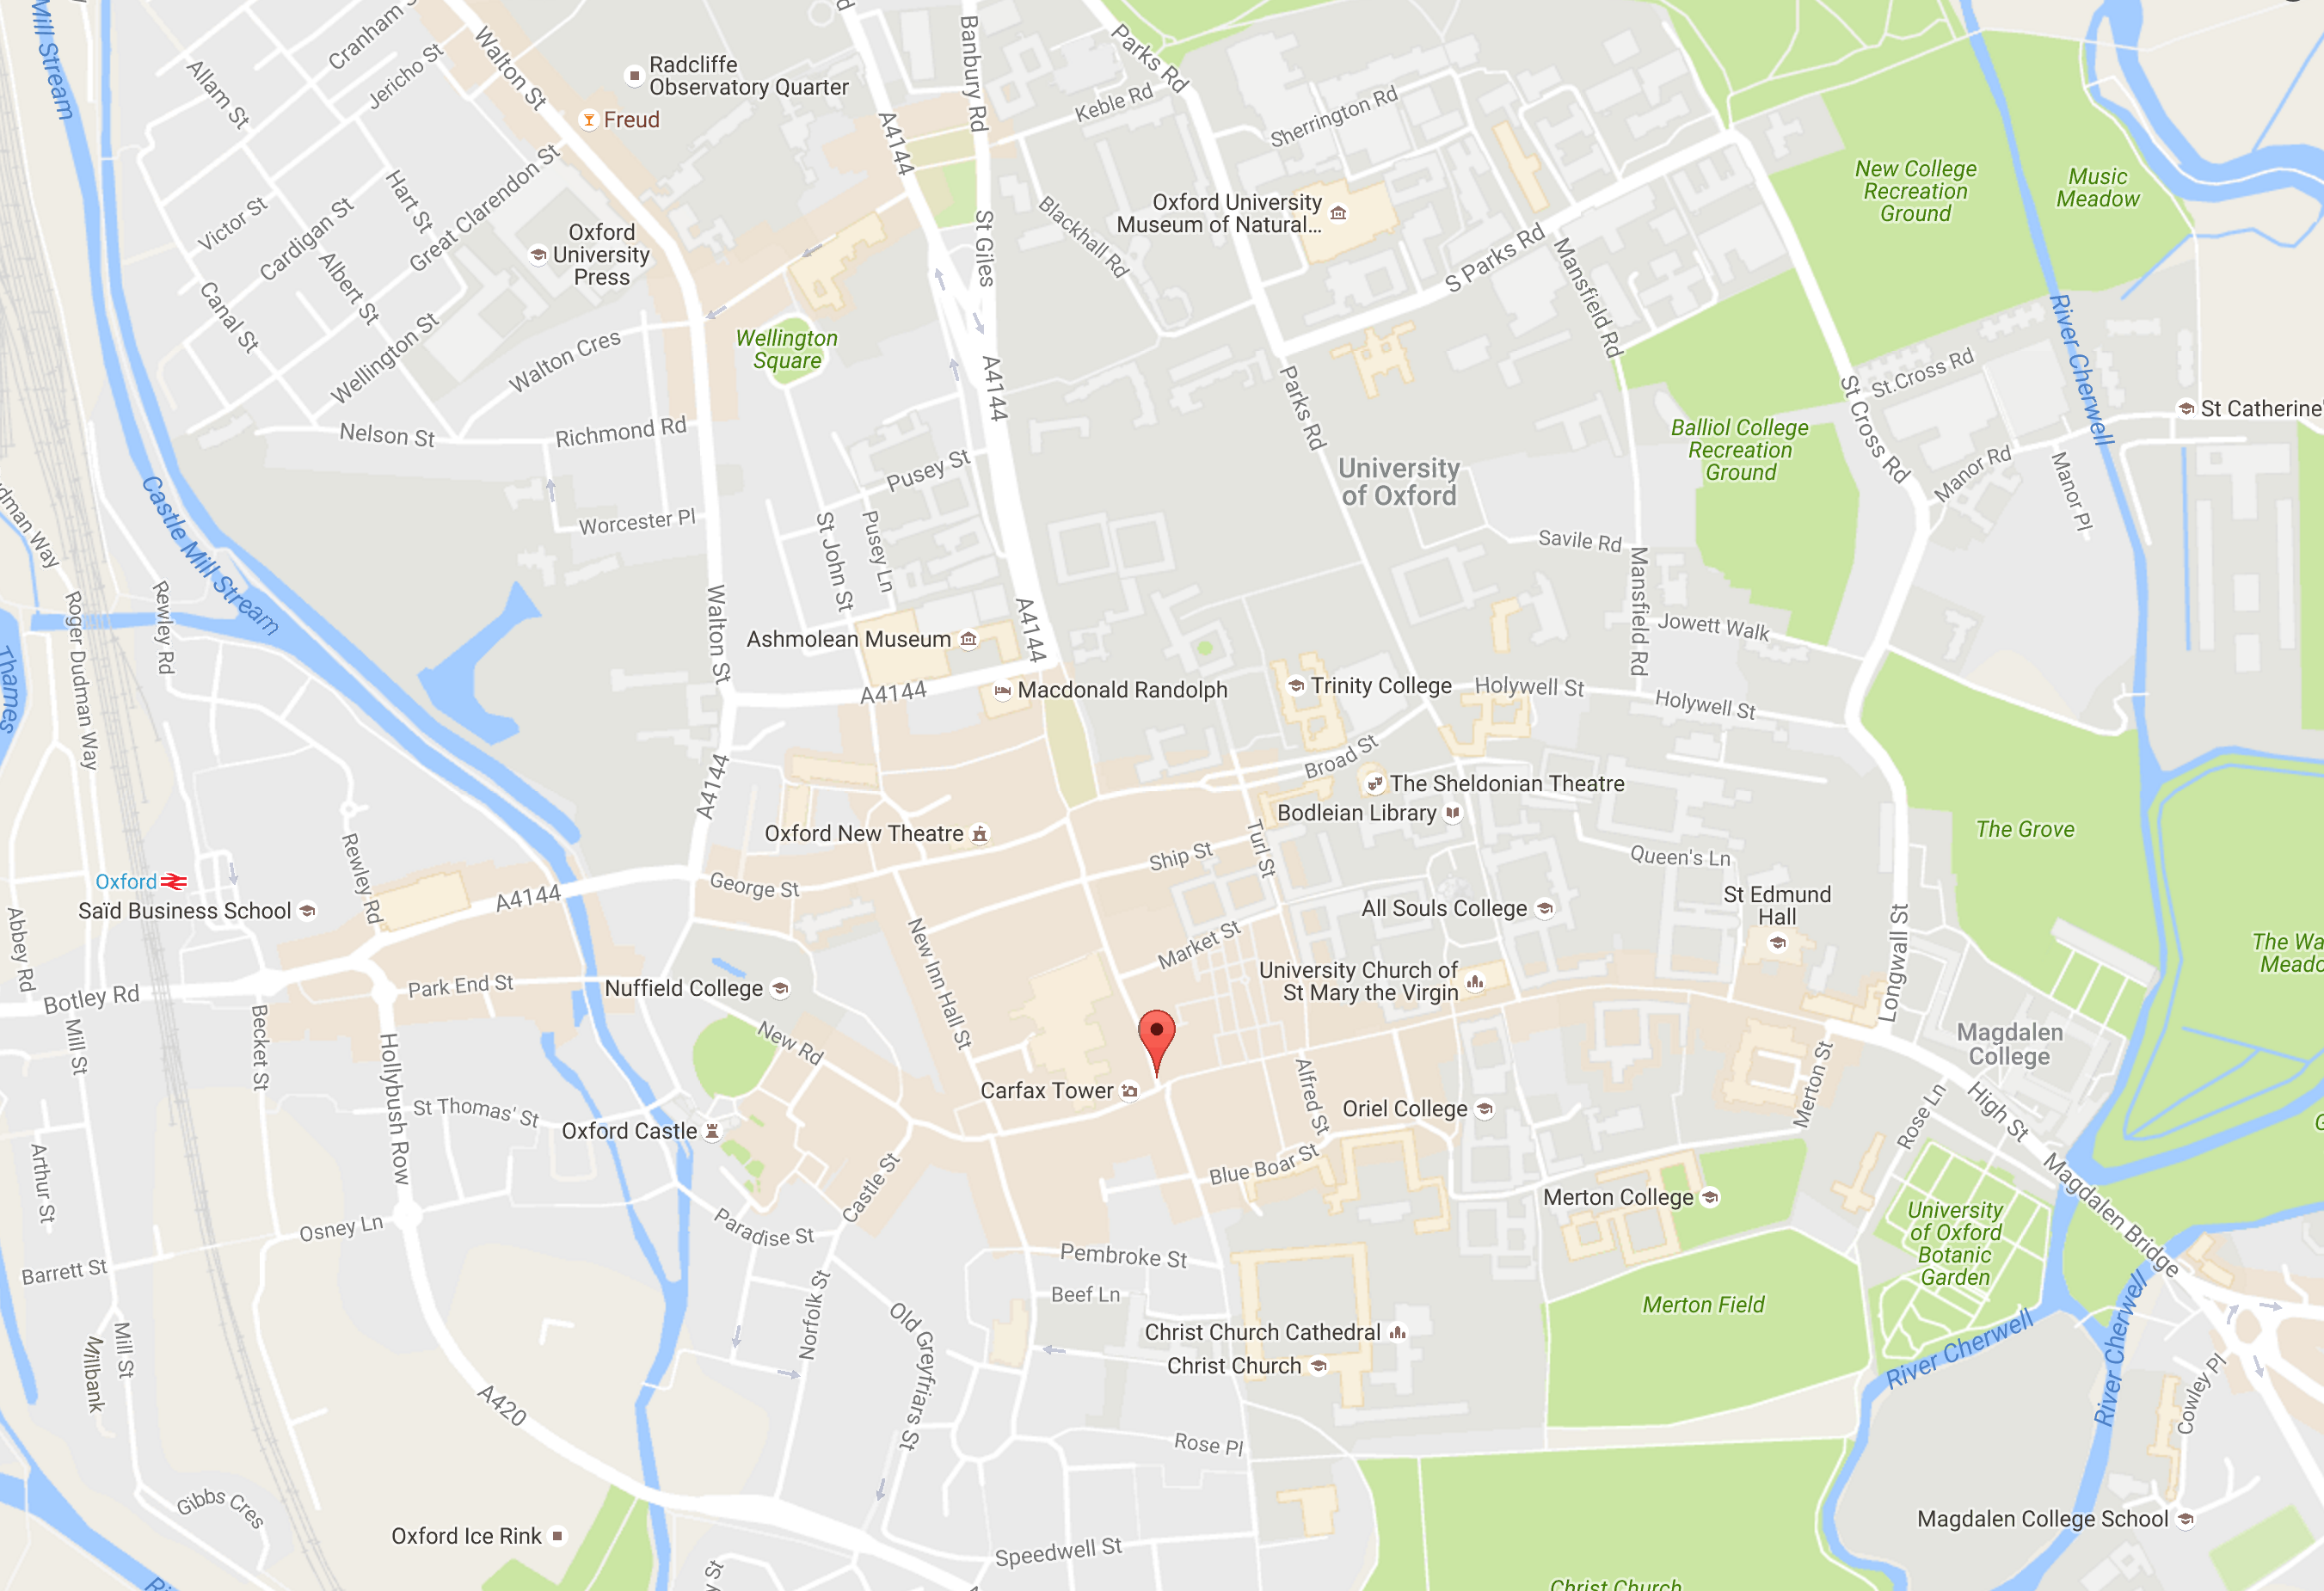 Mill Stream
Cranham S
Jericho St
Allam St
Walton St
Radcliffe
Observatory Quarter
Freud
A4144
Banbury Rd
Parks Rd
Keble Rd
Sherrington Rd
Victor St
Cardigan St
Hart St
Great Clarendon St
Albert St
Canal St
Wellington St
Oxford
University
Press
Walton Cres
Nelson St
Richmond Rd
Worcester Pl
Wellington
Square
St Giles
A4144
Blackhall Rd
Oxford University
Museum of Natural...
S Parks Rd
Mansfield Rd
New College
Recreation
Ground
Music
Meadow
River Cherwell
St.Cross Rd
St Cross Rd
St Catherine'
Manor Rd
Manor Pl
Balliol College
Recreation
Ground
University
of Oxford
Parks Rd
Pusey St
Pusey Ln
St John St
Savile Rd
Mansfield Rd
Jowett Walk
Castle Mill Stream
dman Way
Roger Dudman Way
Rewley Rd
Thames
Walton St
Ashmolean Museum
A4144
A4144
Macdonald Randolph
Trinity College
Holywell St
Holywell St
Broad St
The Sheldonian Theatre
Bodleian Library
A4144
Oxford New Theatre
Ship St
Turl St
Queen's Ln
The Grove
Oxford
Saïd Business School
Rewley Rd
A4144
George St
All Souls College
St Edmund
Hall
Longwall St
The Wa
Meado
Abbey Rd
Botley Rd
Park End St
Nuffield College
New Inn Hall St
Market St
University Church of
St Mary the Virgin
Magdalen
College
Mill St
Becket St
Hollybush Row
New Rd
Carfax Tower
Alfred St
Oriel College
Merton St
Rose Ln
High St
St Thomas' St
Oxford Castle
Blue Boar St
Castle St
Merton College
Magdalen Bridge
University
of Oxford
Botanic
Garden
Arthur St
Osney Ln
Barrett St
Paradise St
Pembroke St
Beef Ln
Norfolk St
Old Greyfriars St
Christ Church Cathedral
Christ Church
Merton Field
River Cherwell
River Cherwell
Cowley Pl
Mill St
Millbank
A420
Rose Pl
Gibbs Cres
Oxford Ice Rink
Speedwell St
Magdalen College School
Christ Church